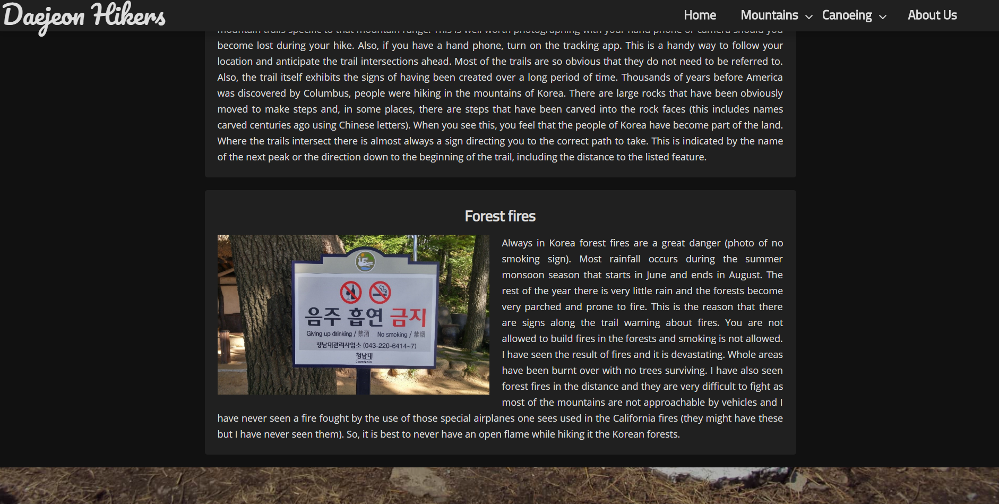 Daejeon Hikers
Home Mountains Canoeing About Us
become lost during your hike. Also, if you have a hand phone, turn on the tracking app. This is a handy way to follow your
location and anticipate the trail intersections ahead. Most of the trails are so obvious that they do not need to be referred to.
Also, the trail itself exhibits the signs of having been created over a long period of time. Thousands of years before America
was discovered by Columbus, people were hiking in the mountains of Korea. There are large rocks that have been obviously
moved to make steps and, in some places, there are steps that have been carved into the rock faces (this includes names
carved centuries ago using Chinese letters). When you see this, you feel that the people of Korea have become part of the land.
Where the trails intersect there is almost always a sign directing you to the correct path to take. This is indicated by the name
of the next peak or the direction down to the beginning of the trail, including the distance to the listed feature.
Forest fires
음주 흡연 금지
Giving up drinking / 禁酒 No smoking / 禁烟
청남대관리사업소 (043-220-6414~7)
청남대
Always in Korea forest fires are a great danger (photo of no
smoking sign). Most rainfall occurs during the summer
monsoon season that starts in June and ends in August. The
rest of the year there is very little rain and the forests become
very parched and prone to fire. This is the reason that there
are signs along the trail warning about fires. You are not
allowed to build fires in the forests and smoking is not allowed.
I have seen the result of fires and it is devastating. Whole areas
have been burnt over with no trees surviving. I have also seen
forest fires in the distance and they are very difficult to fight as
most of the mountains are not approachable by vehicles and I
have never seen a fire fought by the use of those special airplanes one sees used in the California fires (they might have these
but I have never seen them). So, it is best to never have an open flame while hiking it the Korean forests.